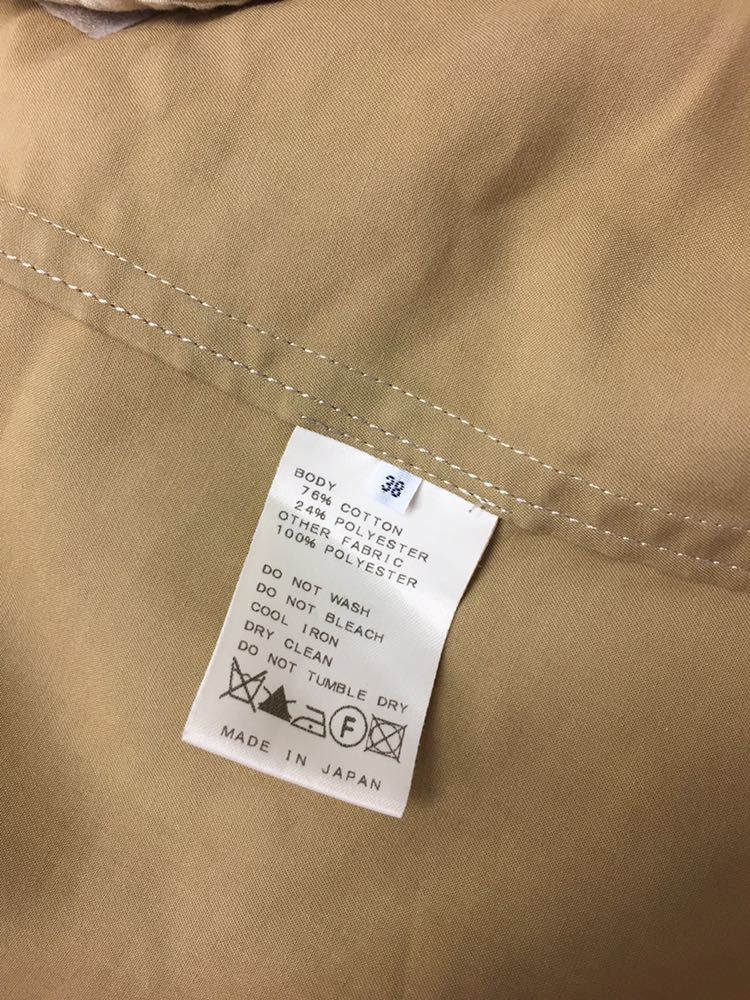 38
BODY
76% COTTON
24% POLYESTER
OTHER FABRIC
100% POLYESTER
DO NOT WASH
DO NOT BLEACH
COOL IRON
DRY CLEAN
DO NOT TUMBLE DRY
F
MADE IN JAPAN